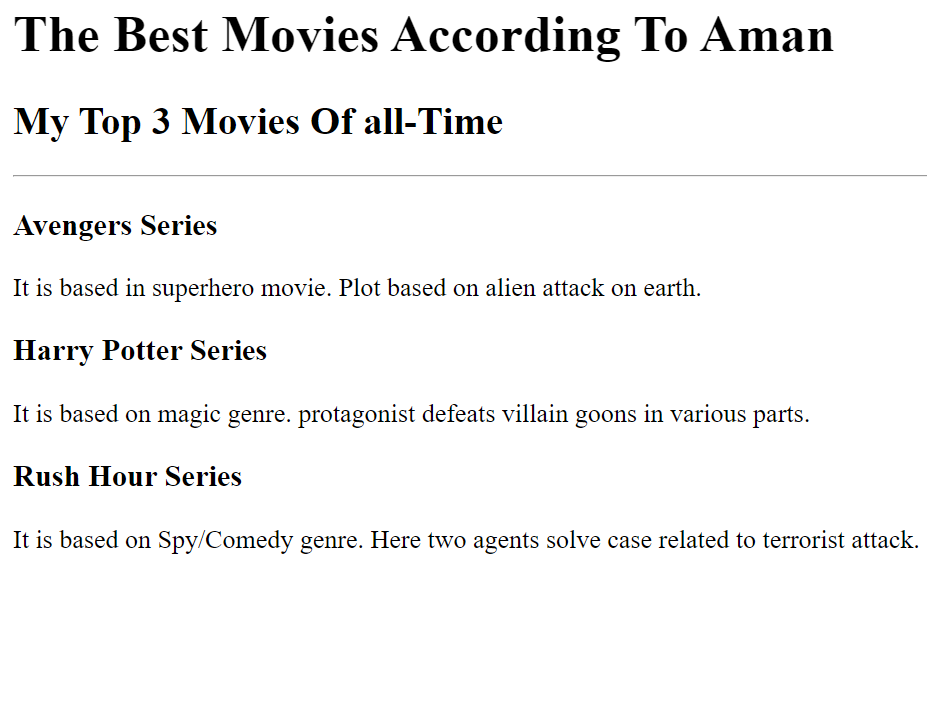 The Best Movies According To Aman
My Top 3 Movies Of all-Time
Avengers Series
It is based in superhero movie. Plot based on alien attack on earth.
Harry Potter Series
It is based on magic genre. protagonist defeats villain goons in various parts.
Rush Hour Series
It is based on Spy/Comedy genre. Here two agents solve case related to terrorist attack.